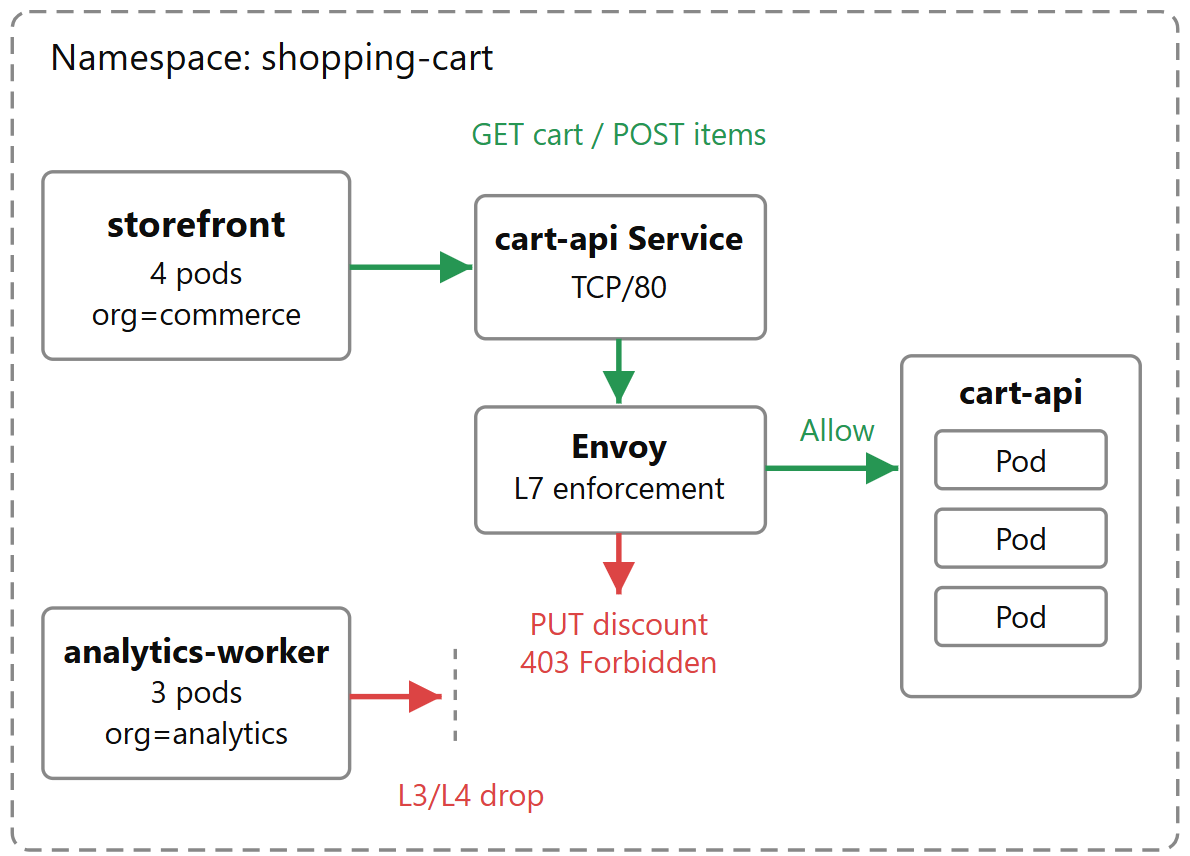 Namespace: shopping-cart
GET cart / POST items
storefront
4 pods
org=commerce
cart-api Service
TCP/80
Envoy
L7 enforcement
Allow
cart-api
Pod
Pod
Pod
PUT discount
403 Forbidden
analytics-worker
3 pods
org=analytics
L3/L4 drop